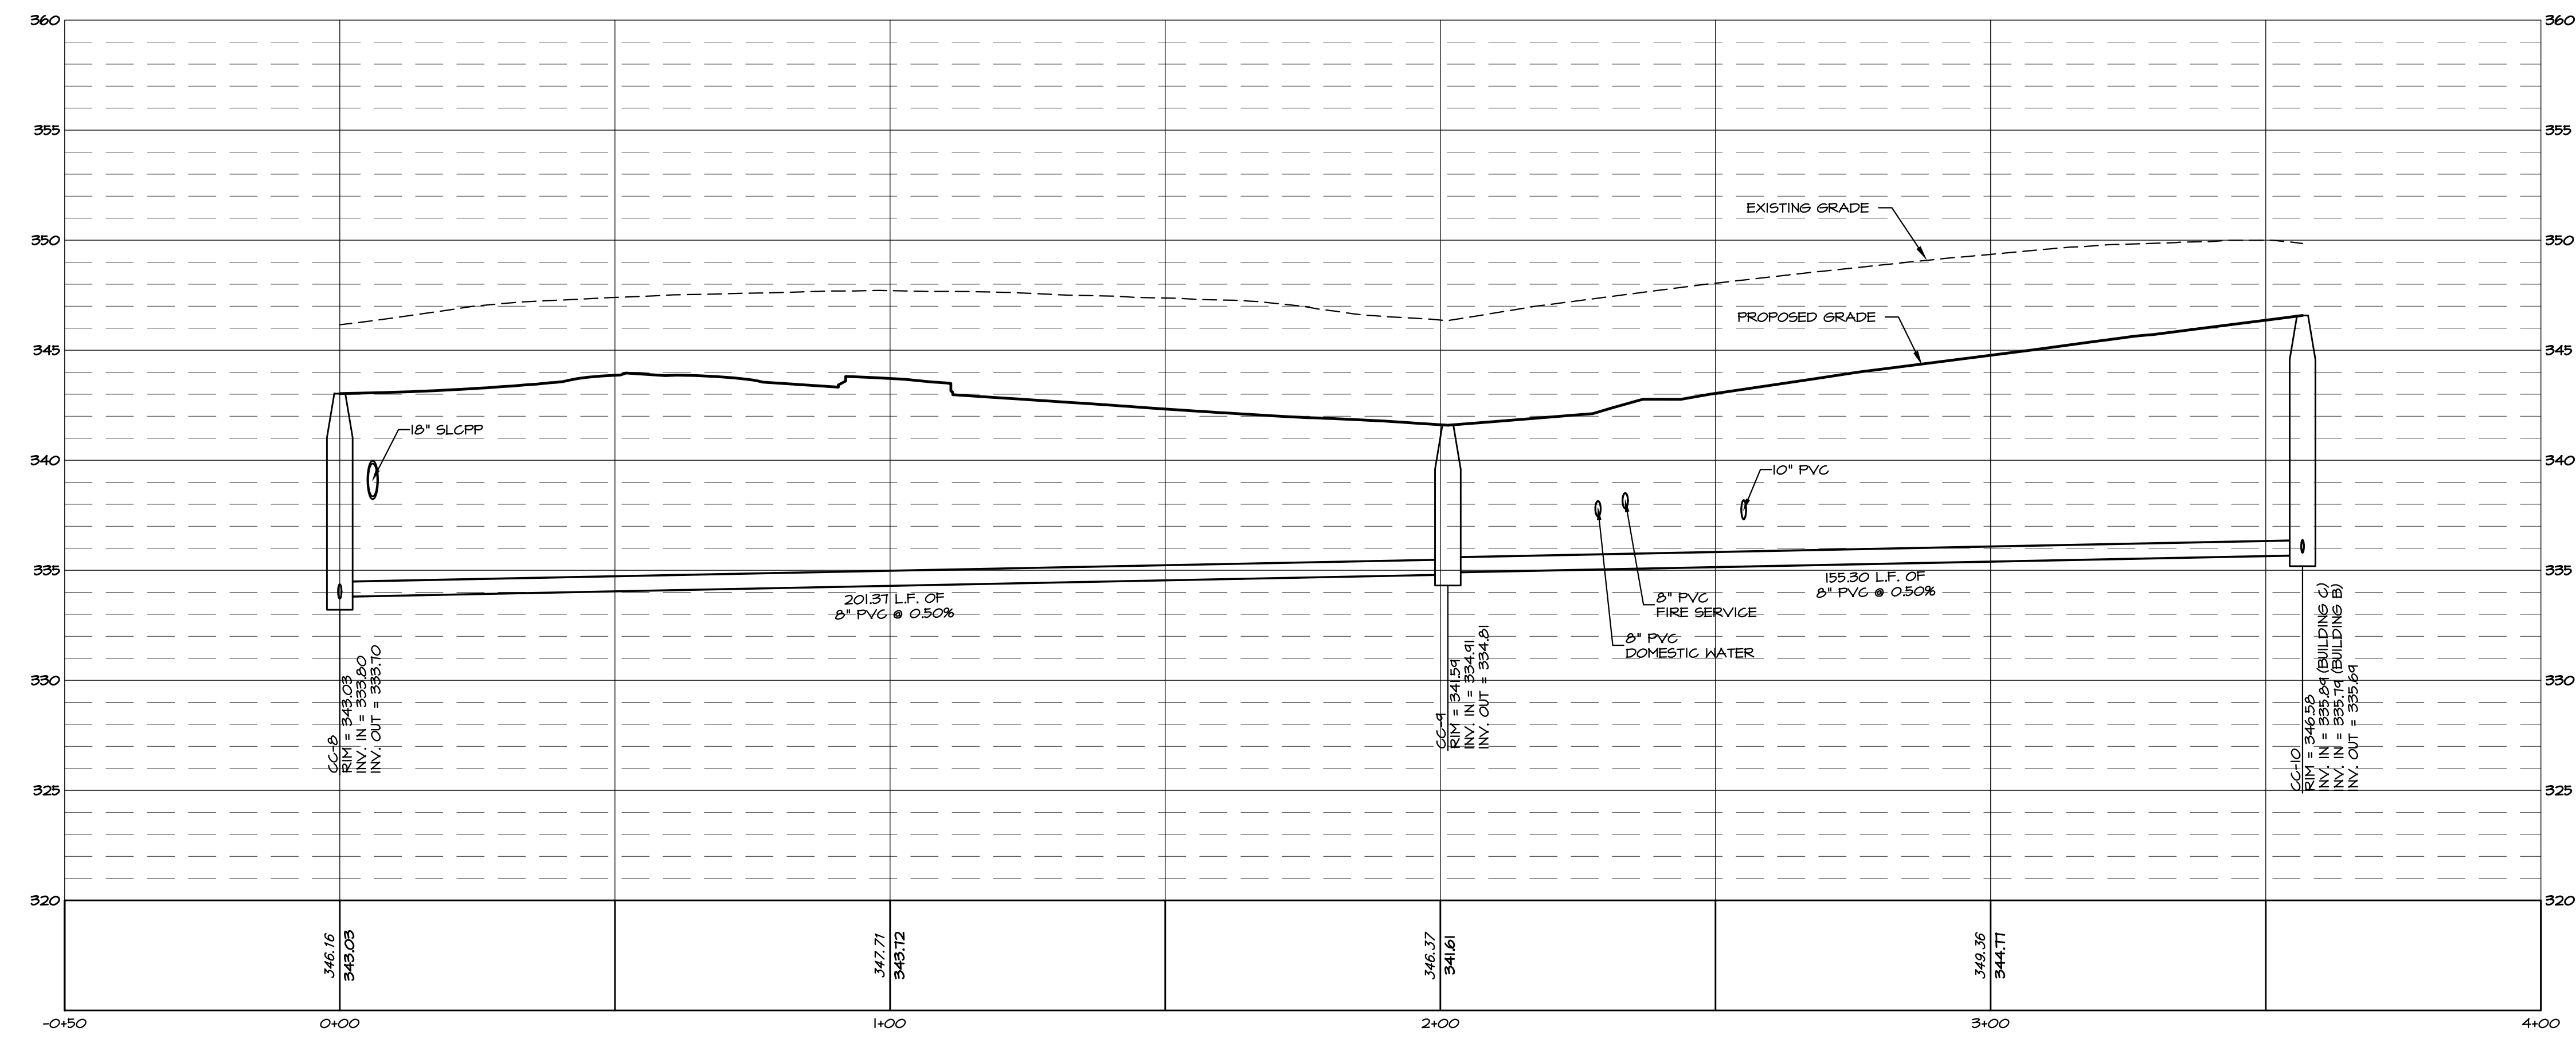 360
360
355
355
EXISTING GRADE
350
350
PROPOSED GRADE
345
345
18" SLCPP
340
340
10" PVC
335
335
201.37 L.F. OF
8" PVC @ 0.50%
8" PVC
FIRE SERVICE
8" PVC
DOMESTIC WATER
155.30 L.F. OF
8" PVC @ 0.50%
330
330
CC-8
RIM = 343.03
INV. IN = 333.80
INV. OUT = 333.70
CC-9
RIM = 341.59
INV. IN = 334.91
INV. OUT = 334.81
CC-10
RIM = 346.58
INV. IN = 335.89 (BUILDING C)
INV. IN = 335.79 (BUILDING B)
INV. OUT = 335.69
325
325
320
320
346.16
343.03
347.71
343.72
346.37
341.61
349.36
344.77
-0+50
0+00
1+00
2+00
3+00
4+00